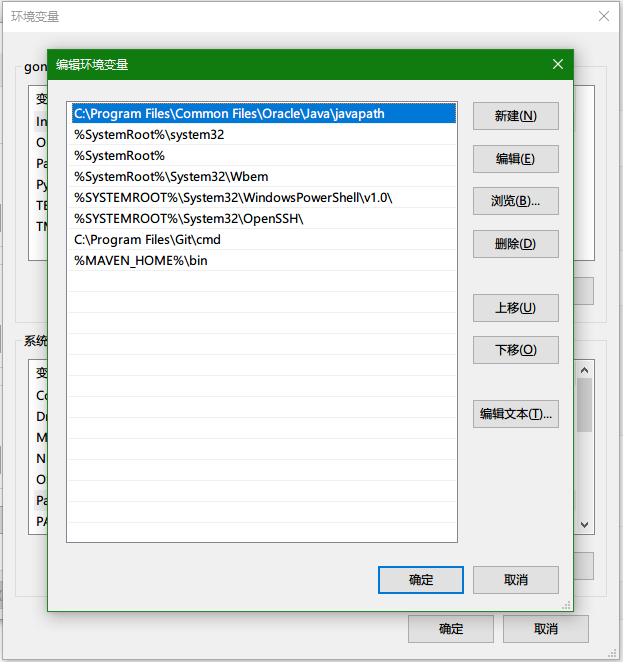 环境变量
编辑环境变量
gon
变
In
O
Pa
Py
TE
TM
C:\Program Files\Common Files\Oracle\Java\javapath
%SystemRoot%\system32
%SystemRoot%
%SystemRoot%\System32\Wbem
%SYSTEMROOT%\System32\WindowsPowerShell\v1.0\
%SYSTEMROOT%\System32\OpenSSH\
C:\Program Files\Git\cmd
%MAVEN_HOME%\bin
新建(N)
编辑(E)
浏览(B)...
删除(D)
上移(U)
下移(O)
编辑文本(T)...
系统
变
Co
Dr
M
N
O
Pa
PA
确定
取消
确定
取消